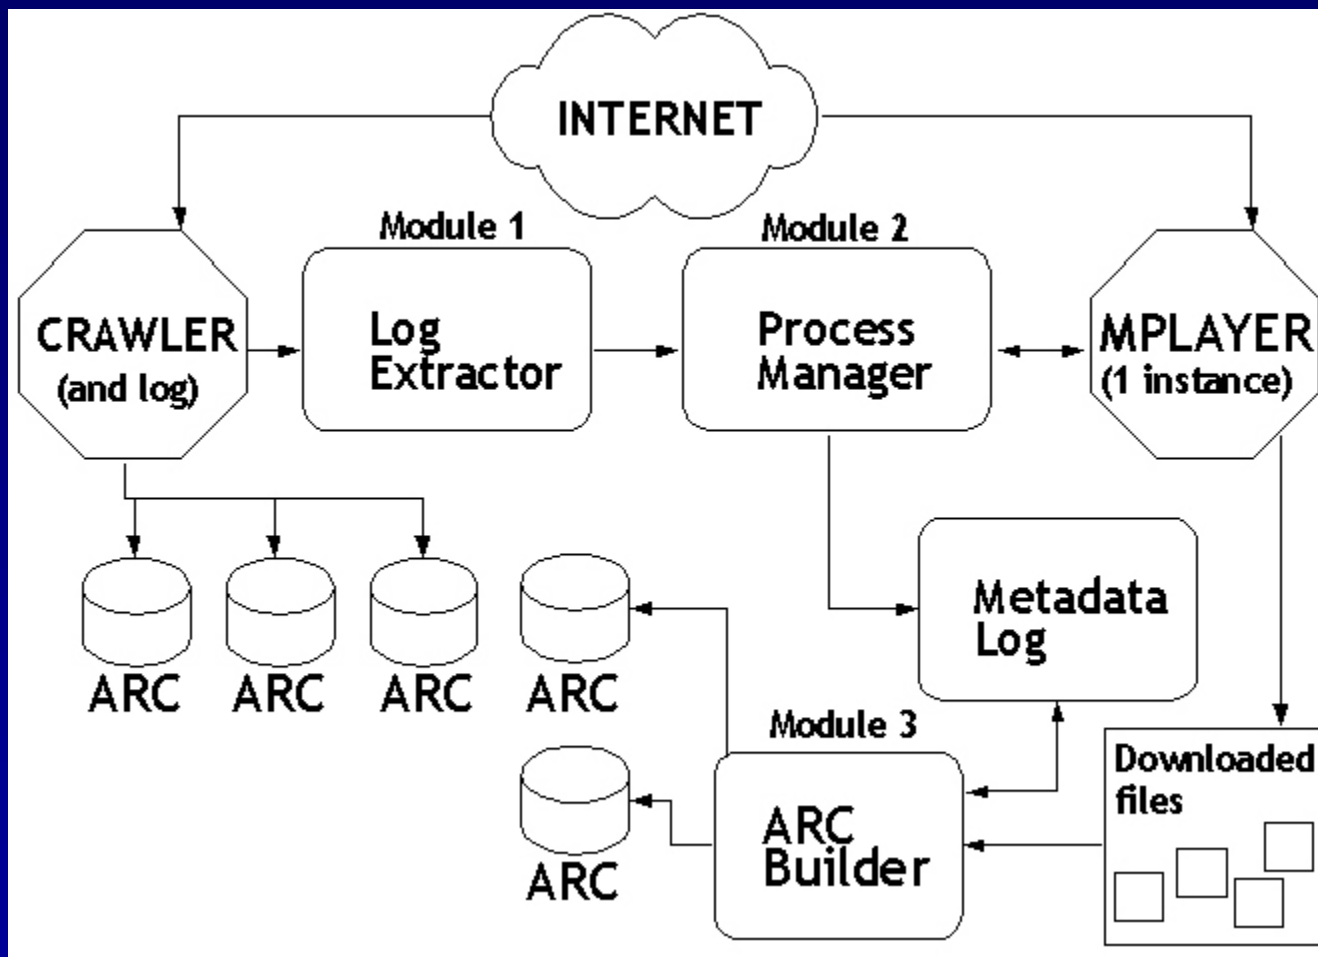 INTERNET
Module 1
Module 2
CRAWLER
(and log)
Log
Extractor
Process
Manager
MPLAYER
(1 instance)
ARC
ARC
ARC
ARC
Metadata
Log
Module 3
ARC
Builder
ARC
Downloaded
files